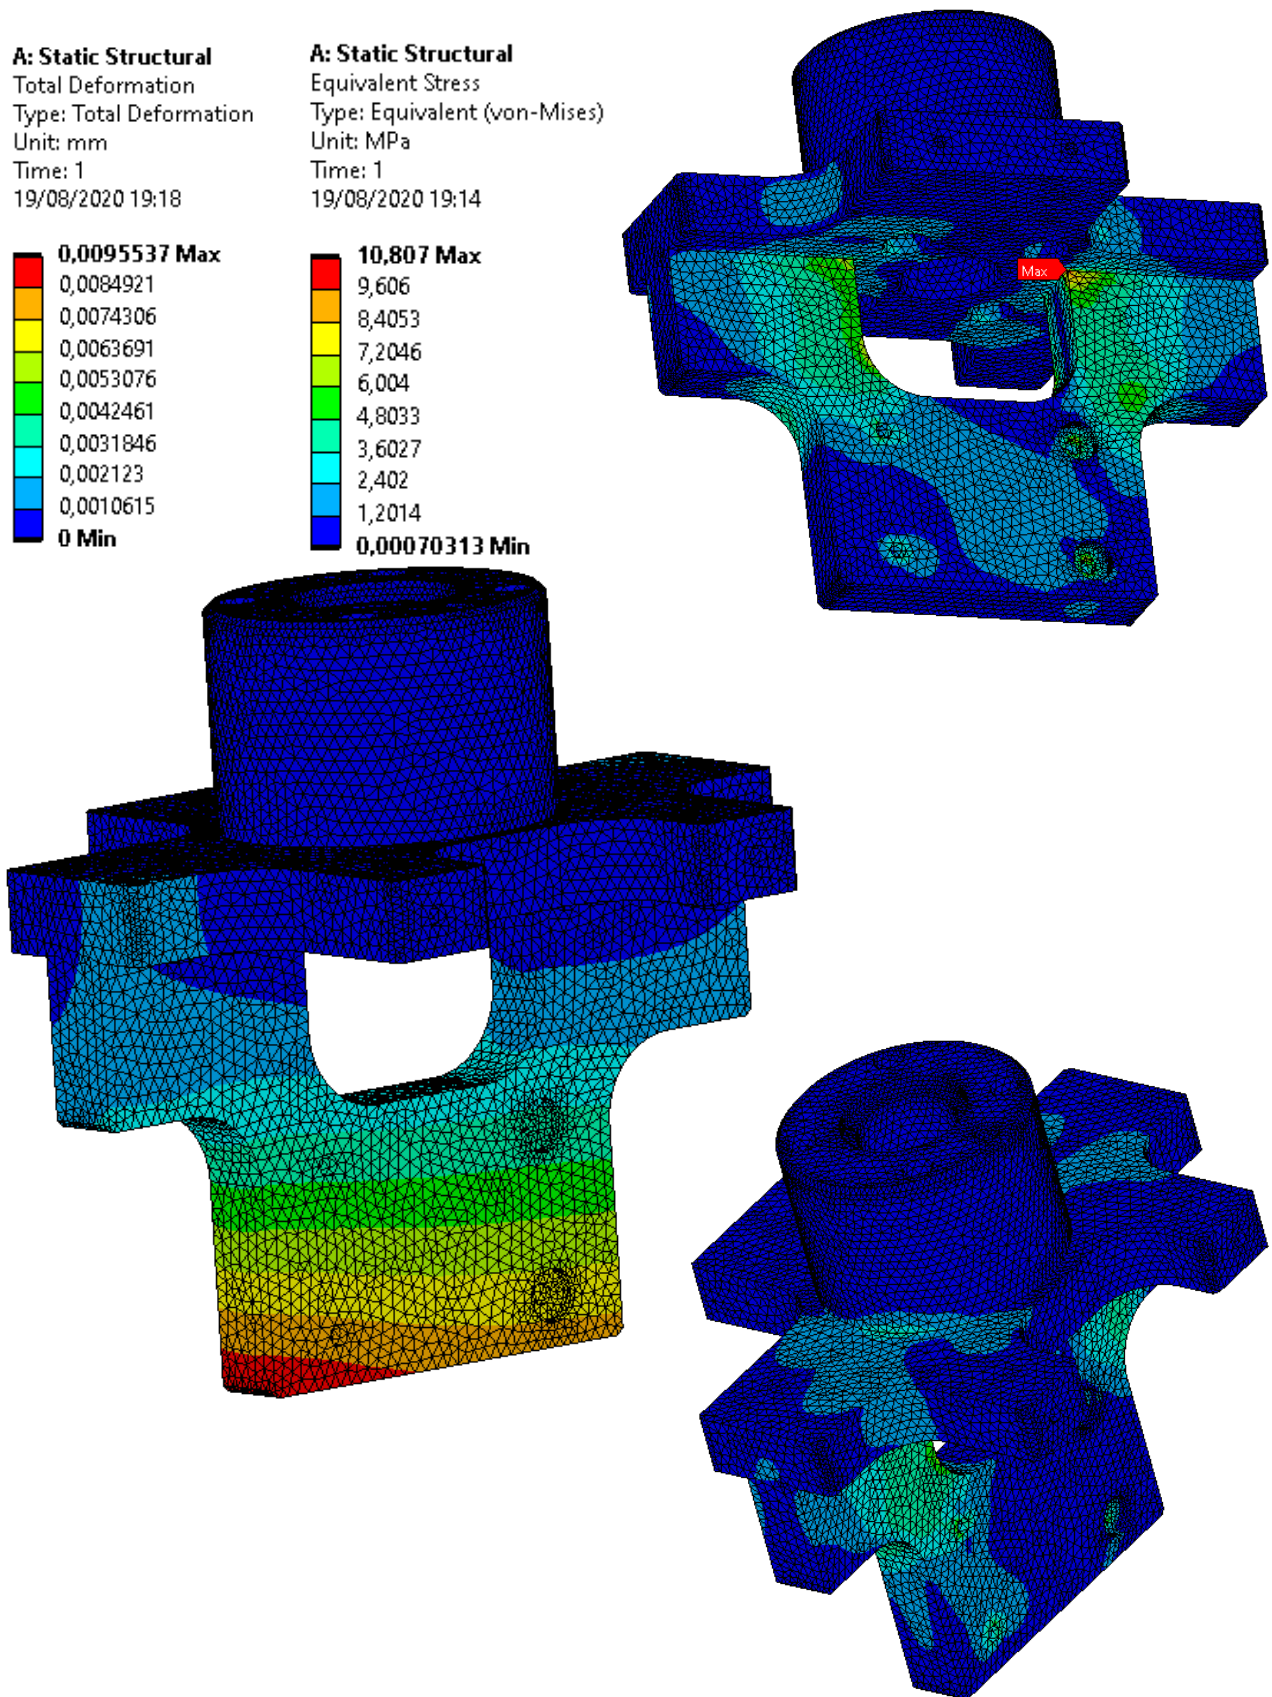 A: Static Structural
Total Deformation
Type: Total Deformation
Unit: mm
Time: 1
19/08/2020 19:18
0,0095537 Max
0,0084921
0,0074306
0,0063691
0,0053076
0,0042461
0,0031846
0,002123
0,0010615
0 Min
A: Static Structural
Equivalent Stress
Type: Equivalent (von-Mises)
Unit: MPa
Time: 1
19/08/2020 19:14
10,807 Max
9,606
8,4053
7,2046
6,004
4,8033
3,6027
2,402
1,2014
0,00070313 Min
Max